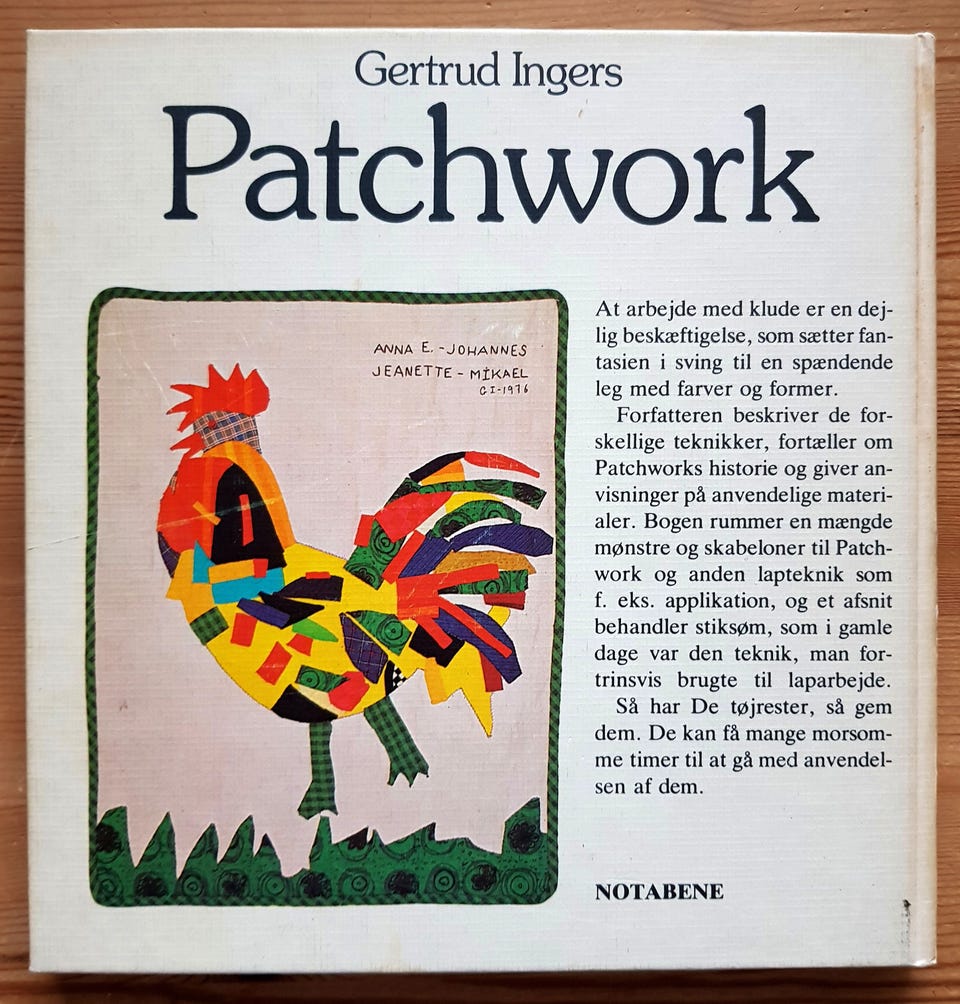 Gertrud Ingers
Patchwork
ANNA E. - JOHANNES
JEANETTE - MIKAEL
GI-1976
At arbejde med klude er en dej-
lig beskæftigelse, som sætter fan-
tasien i sving til en spændende
leg med farver og former.
Forfatteren beskriver de for-
skellige teknikker, fortæller om
Patchworks historie og giver an-
visninger på anvendelige materi-
aler. Bogen rummer en mængde
mønstre og skabeloner til Patch-
work og anden lapteknik som
f. eks. applikation, og et afsnit
behandler stiksøm, som i gamle
dage var den teknik, man for-
trinsvis brugte til laparbejde.
Så har De tøjrester, så gem
dem. De kan få mange morsom-
me timer til at gå med anvendel-
sen af dem.
NOTABENE